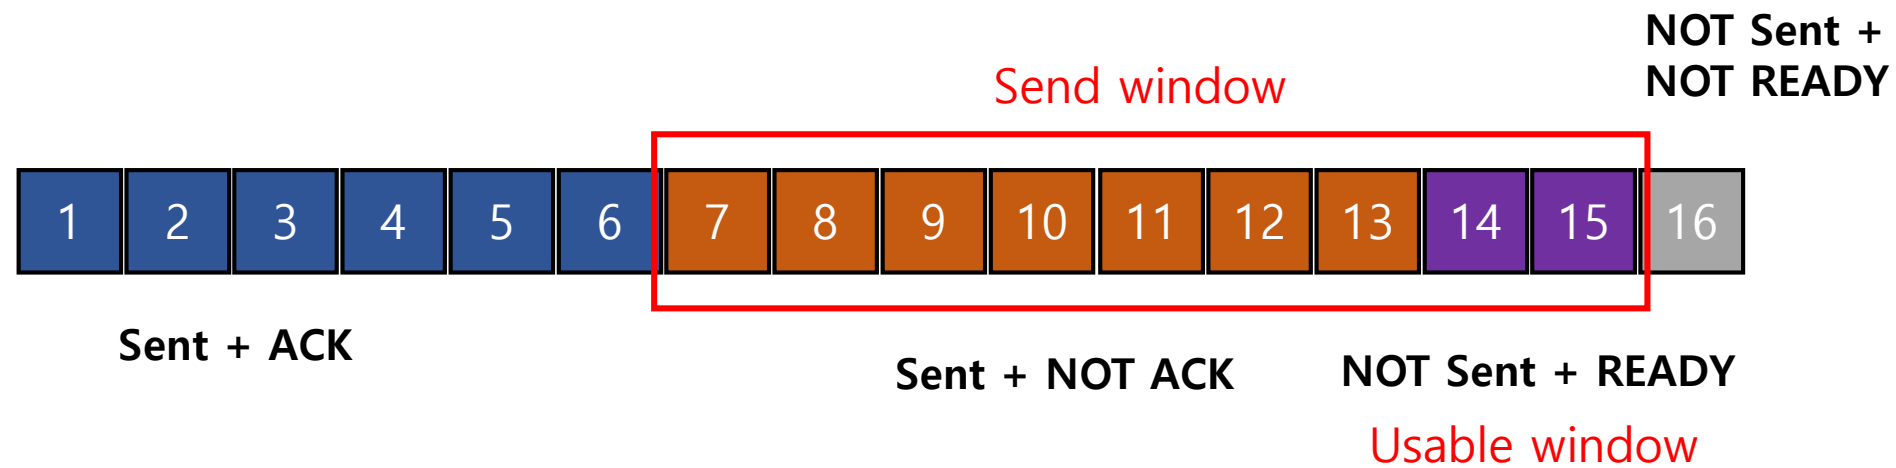 NOT Sent +
NOT READY
Send window
1 2 3 4 5 6 7 8 9 10 11 12 13 14 15 16
Sent + ACK
Sent + NOT ACK
NOT Sent + READY
Usable window